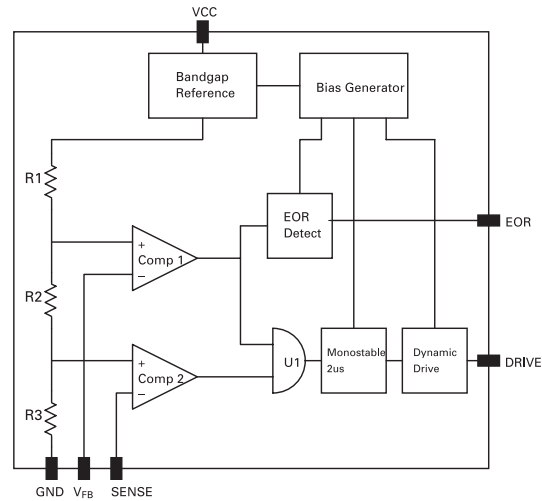 VCC
Bandgap
Reference
Bias Generator
R1
EOR
Detect
EOR
+
Comp 1
−
R2
U1
Monostable
2us
Dynamic
Drive
DRIVE
+
Comp 2
−
R3
GND
VFB
SENSE